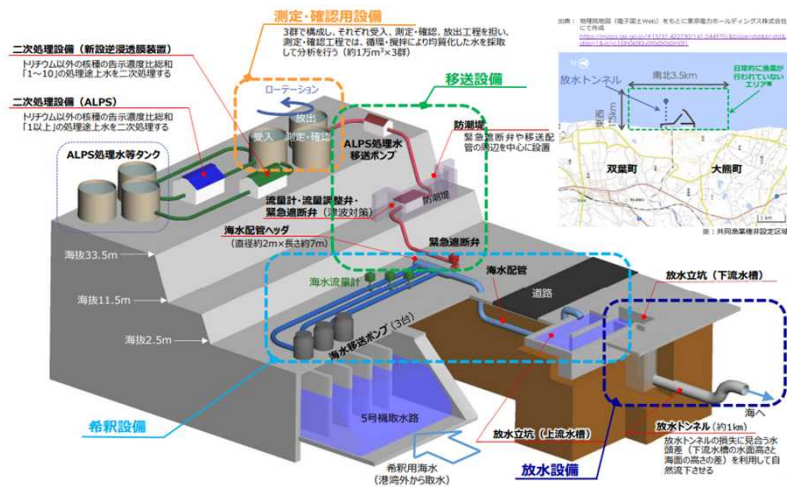 測定・確認用設備
3群で構成し、それぞれ受入、測定・確認、放出工程を担い、
測定・確認工程では、循環・撹拌により均質化した水を採取
して分析を行う（約1万m³×3群）
出典：地理院地図（電子国土Web）をもとに東京電力ホールディングス株式会社
にて作成
二次処理設備（新設逆浸透膜装置）
トリチウム以外の核種の告示濃度比総和
「1～10」の処理途上水を二次処理する
二次処理設備（ALPS）
トリチウム以外の核種の告示濃度比総和
「1以上」の処理途上水を二次処理する
ALPS処理水等タンク
ローテーション
受入
放出
測定・確認
移送設備
ALPS処理水
移送ポンプ
防潮堤
緊急遮断弁や移送配管
の周辺を中心に設置
防潮堤
流量計・流量調整弁・
緊急遮断弁（津波対策）
海水配管ヘッダ
（直径約2m×長さ約7m）
緊急遮断弁
海水流量計
海水配管
道路
放水立坑（下流水槽）
海抜33.5m
海抜11.5m
海抜2.5m
海水移送ポンプ（3台）
希釈設備
5号機取水路
希釈用海水
（港湾外から取水）
放水立坑（上流水槽）
放水設備
海へ
放水トンネル（約1km）
放水トンネルの損失に見合う水
頭差（下流水槽の水面高さと
海面の高さの差）を利用して自
然流下させる
南北3.5km
東西
1.5km
放水トンネル
日常的に漁業が
行われていない
エリア※
双葉町
大熊町
1 km
※：共同漁業権非設定区域